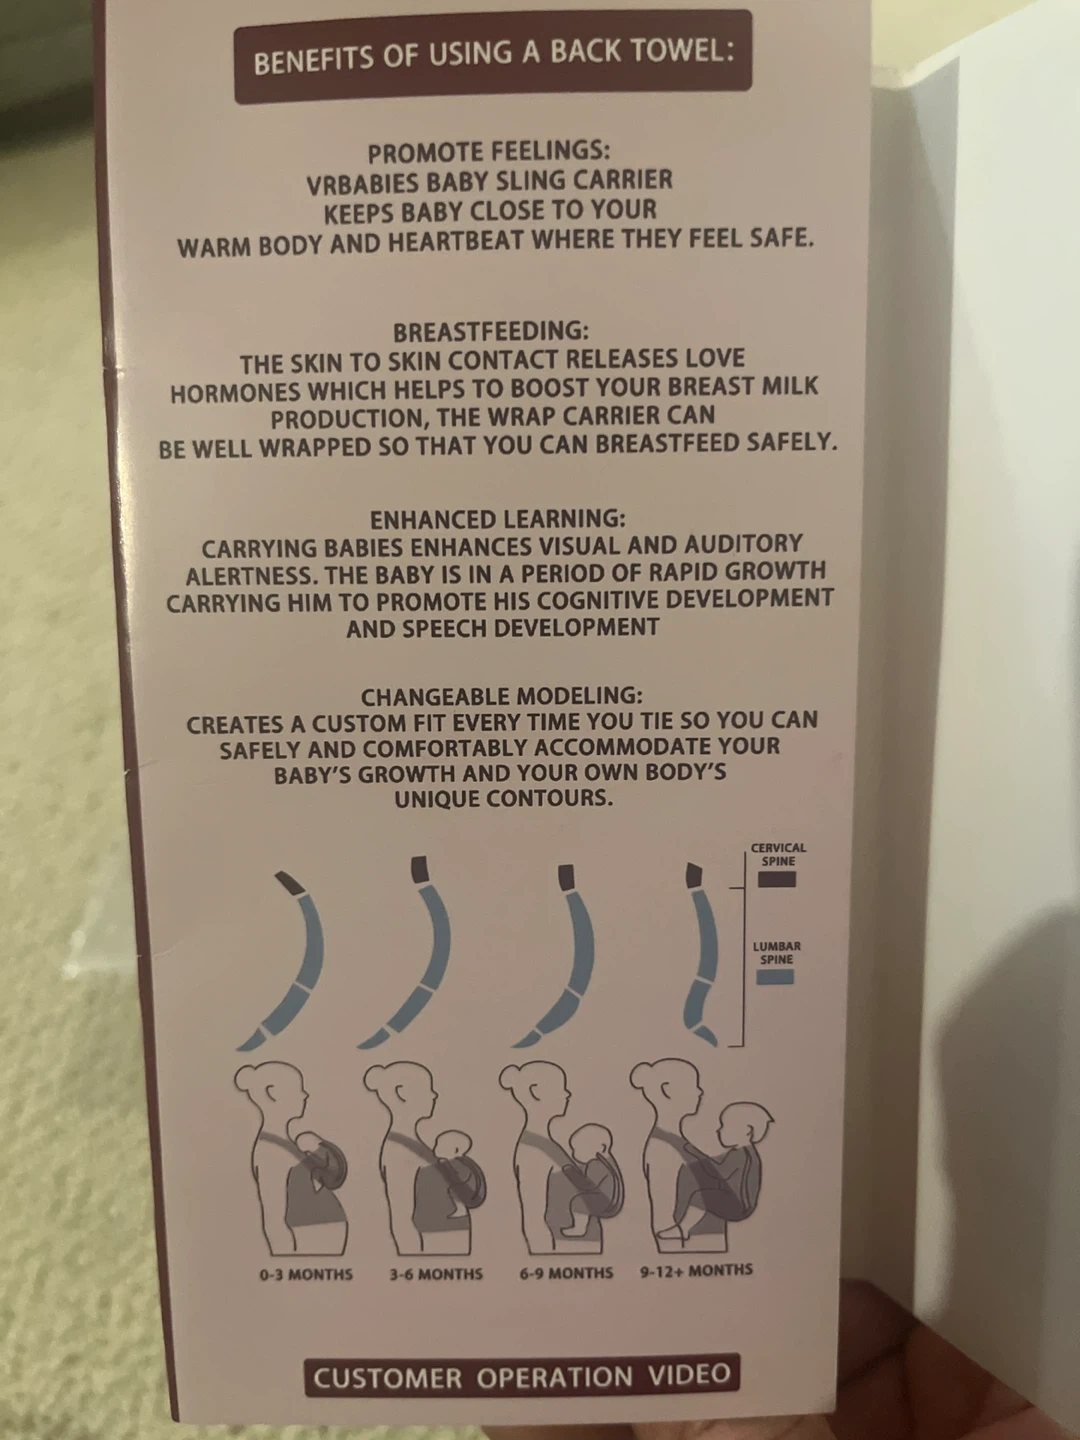 BENEFITS OF USING A BACK TOWEL:
PROMOTE FEELINGS:
VRBABIES BABY SLING CARRIER
KEEPS BABY CLOSE TO YOUR
WARM BODY AND HEARTBEAT WHERE THEY FEEL SAFE.
BREASTFEEDING:
THE SKIN TO SKIN CONTACT RELEASES LOVE
HORMONES WHICH HELPS TO BOOST YOUR BREAST MILK
PRODUCTION, THE WRAP CARRIER CAN
BE WELL WRAPPED SO THAT YOU CAN BREASTFEED SAFELY.
ENHANCED LEARNING:
CARRYING BABIES ENHANCES VISUAL AND AUDITORY
ALERTNESS. THE BABY IS IN A PERIOD OF RAPID GROWTH
CARRYING HIM TO PROMOTE HIS COGNITIVE DEVELOPMENT
AND SPEECH DEVELOPMENT
CHANGEABLE MODELING:
CREATES A CUSTOM FIT EVERY TIME YOU TIE SO YOU CAN
SAFELY AND COMFORTABLY ACCOMMODATE YOUR
BABY'S GROWTH AND YOUR OWN BODY'S
UNIQUE CONTOURS.
CERVICAL
SPINE
LUMBAR
SPINE
0-3 MONTHS
3-6 MONTHS
6-9 MONTHS
9-12+ MONTHS
CUSTOMER OPERATION VIDEO